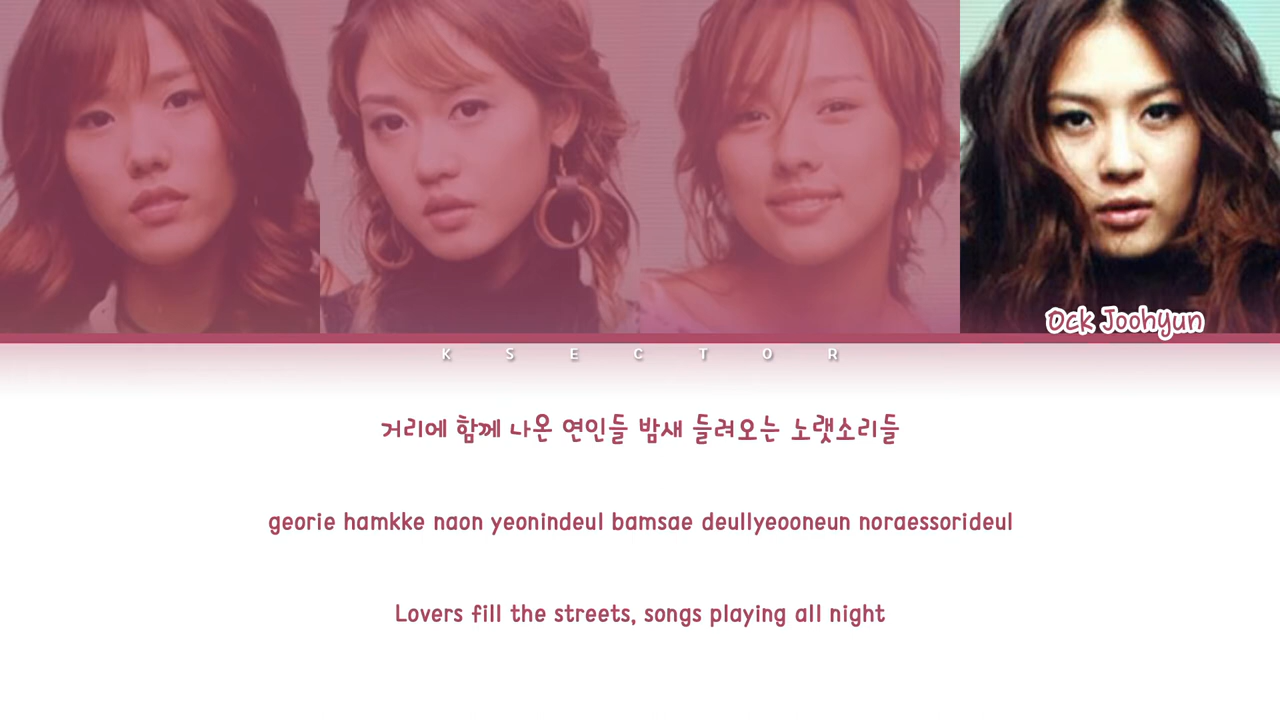 Ock Joohyun
K S E C T O R
거리에 함께 나온 연인들 밤새 들려오는 노랫소리들
georie hamkke naon yeonindeul bamsae deullyeooneun noraessorideul
Lovers fill the streets, songs playing all night